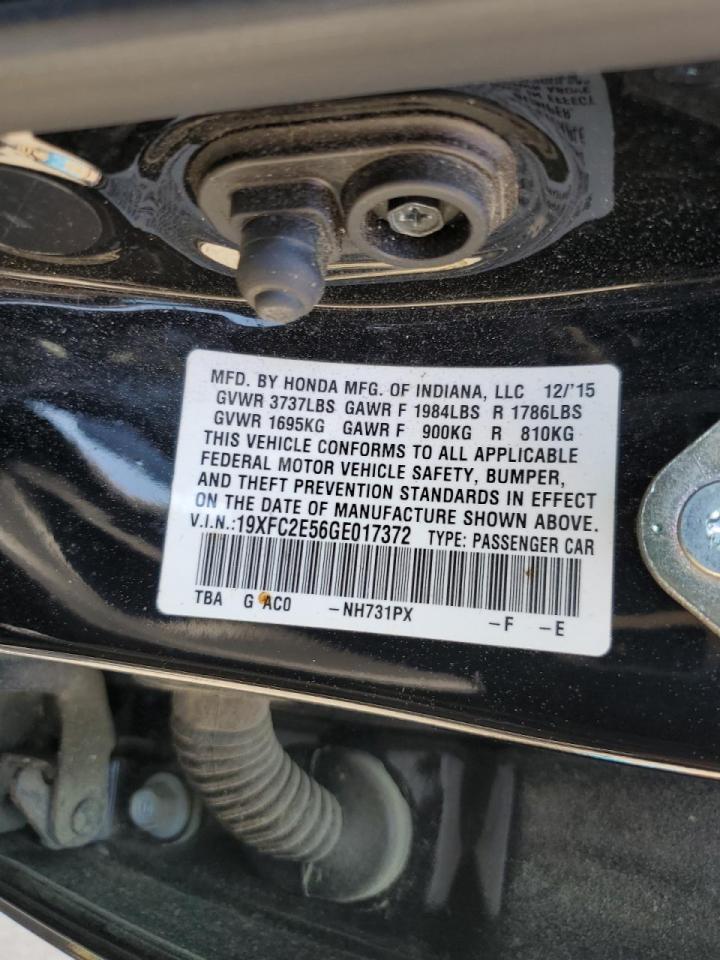 MFD. BY HONDA MFG. OF INDIANA, LLC 12/'15
GVWR 3737LBS GAWR F 1984LBS R 1786LBS
GVWR 1695KG GAWR F 900KG R 810KG
THIS VEHICLE CONFORMS TO ALL APPLICABLE
FEDERAL MOTOR VEHICLE SAFETY, BUMPER,
AND THEFT PREVENTION STANDARDS IN EFFECT
ON THE DATE OF MANUFACTURE SHOWN ABOVE.
V.I.N.:19XFC2E56GE017372 TYPE: PASSENGER CAR
TBA G AC0 -NH731PX -F -E